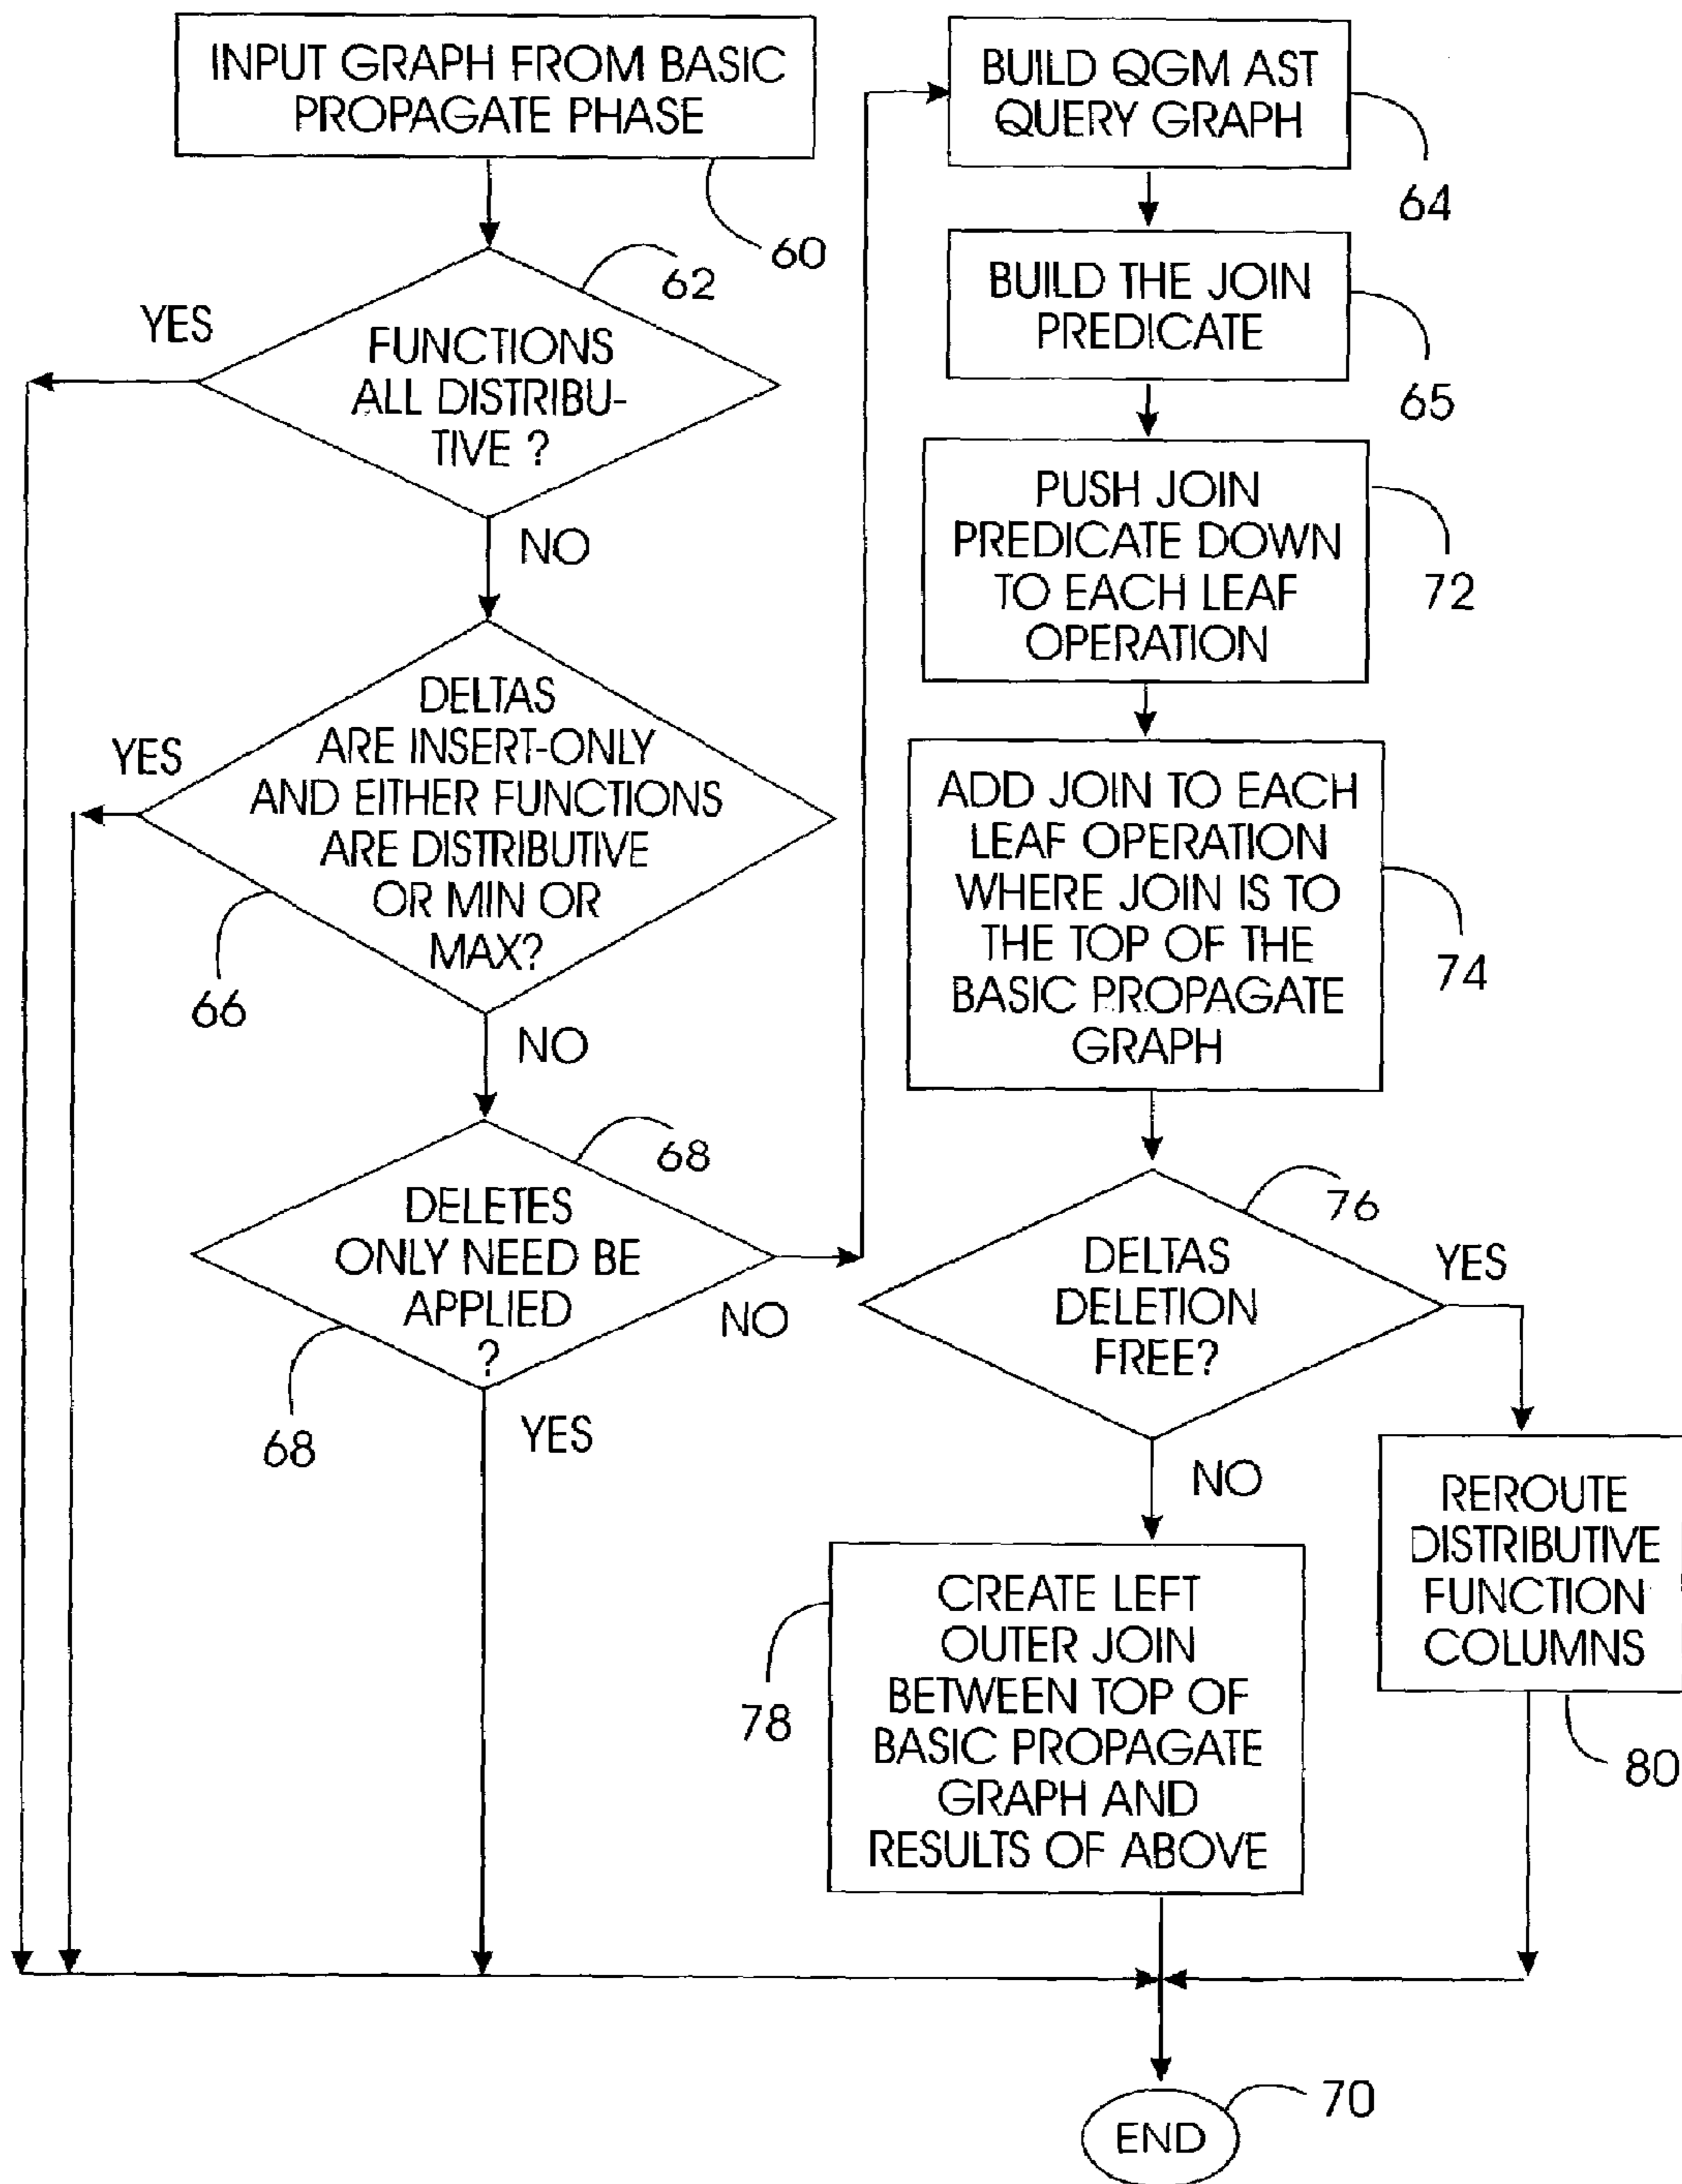 INPUT GRAPH FROM BASIC
PROPAGATE PHASE
60
62
YES
FUNCTIONS
ALL DISTRIBU-
TIVE ?
NO
DELTAS
ARE INSERT-ONLY
AND EITHER FUNCTIONS
ARE DISTRIBUTIVE
OR MIN OR
MAX?
YES
66
NO
68
DELETES
ONLY NEED BE
APPLIED
?
NO
68
YES
BUILD QGM AST
QUERY GRAPH
64
BUILD THE JOIN
PREDICATE
65
PUSH JOIN
PREDICATE DOWN
TO EACH LEAF
OPERATION
72
ADD JOIN TO EACH
LEAF OPERATION
WHERE JOIN IS TO
THE TOP OF THE
BASIC PROPAGATE
GRAPH
74
76
DELTAS
DELETION
FREE?
YES
NO
REROUTE
DISTRIBUTIVE
FUNCTION
COLUMNS
80
CREATE LEFT
OUTER JOIN
BETWEEN TOP OF
BASIC PROPAGATE
GRAPH AND
RESULTS OF ABOVE
78
END
70